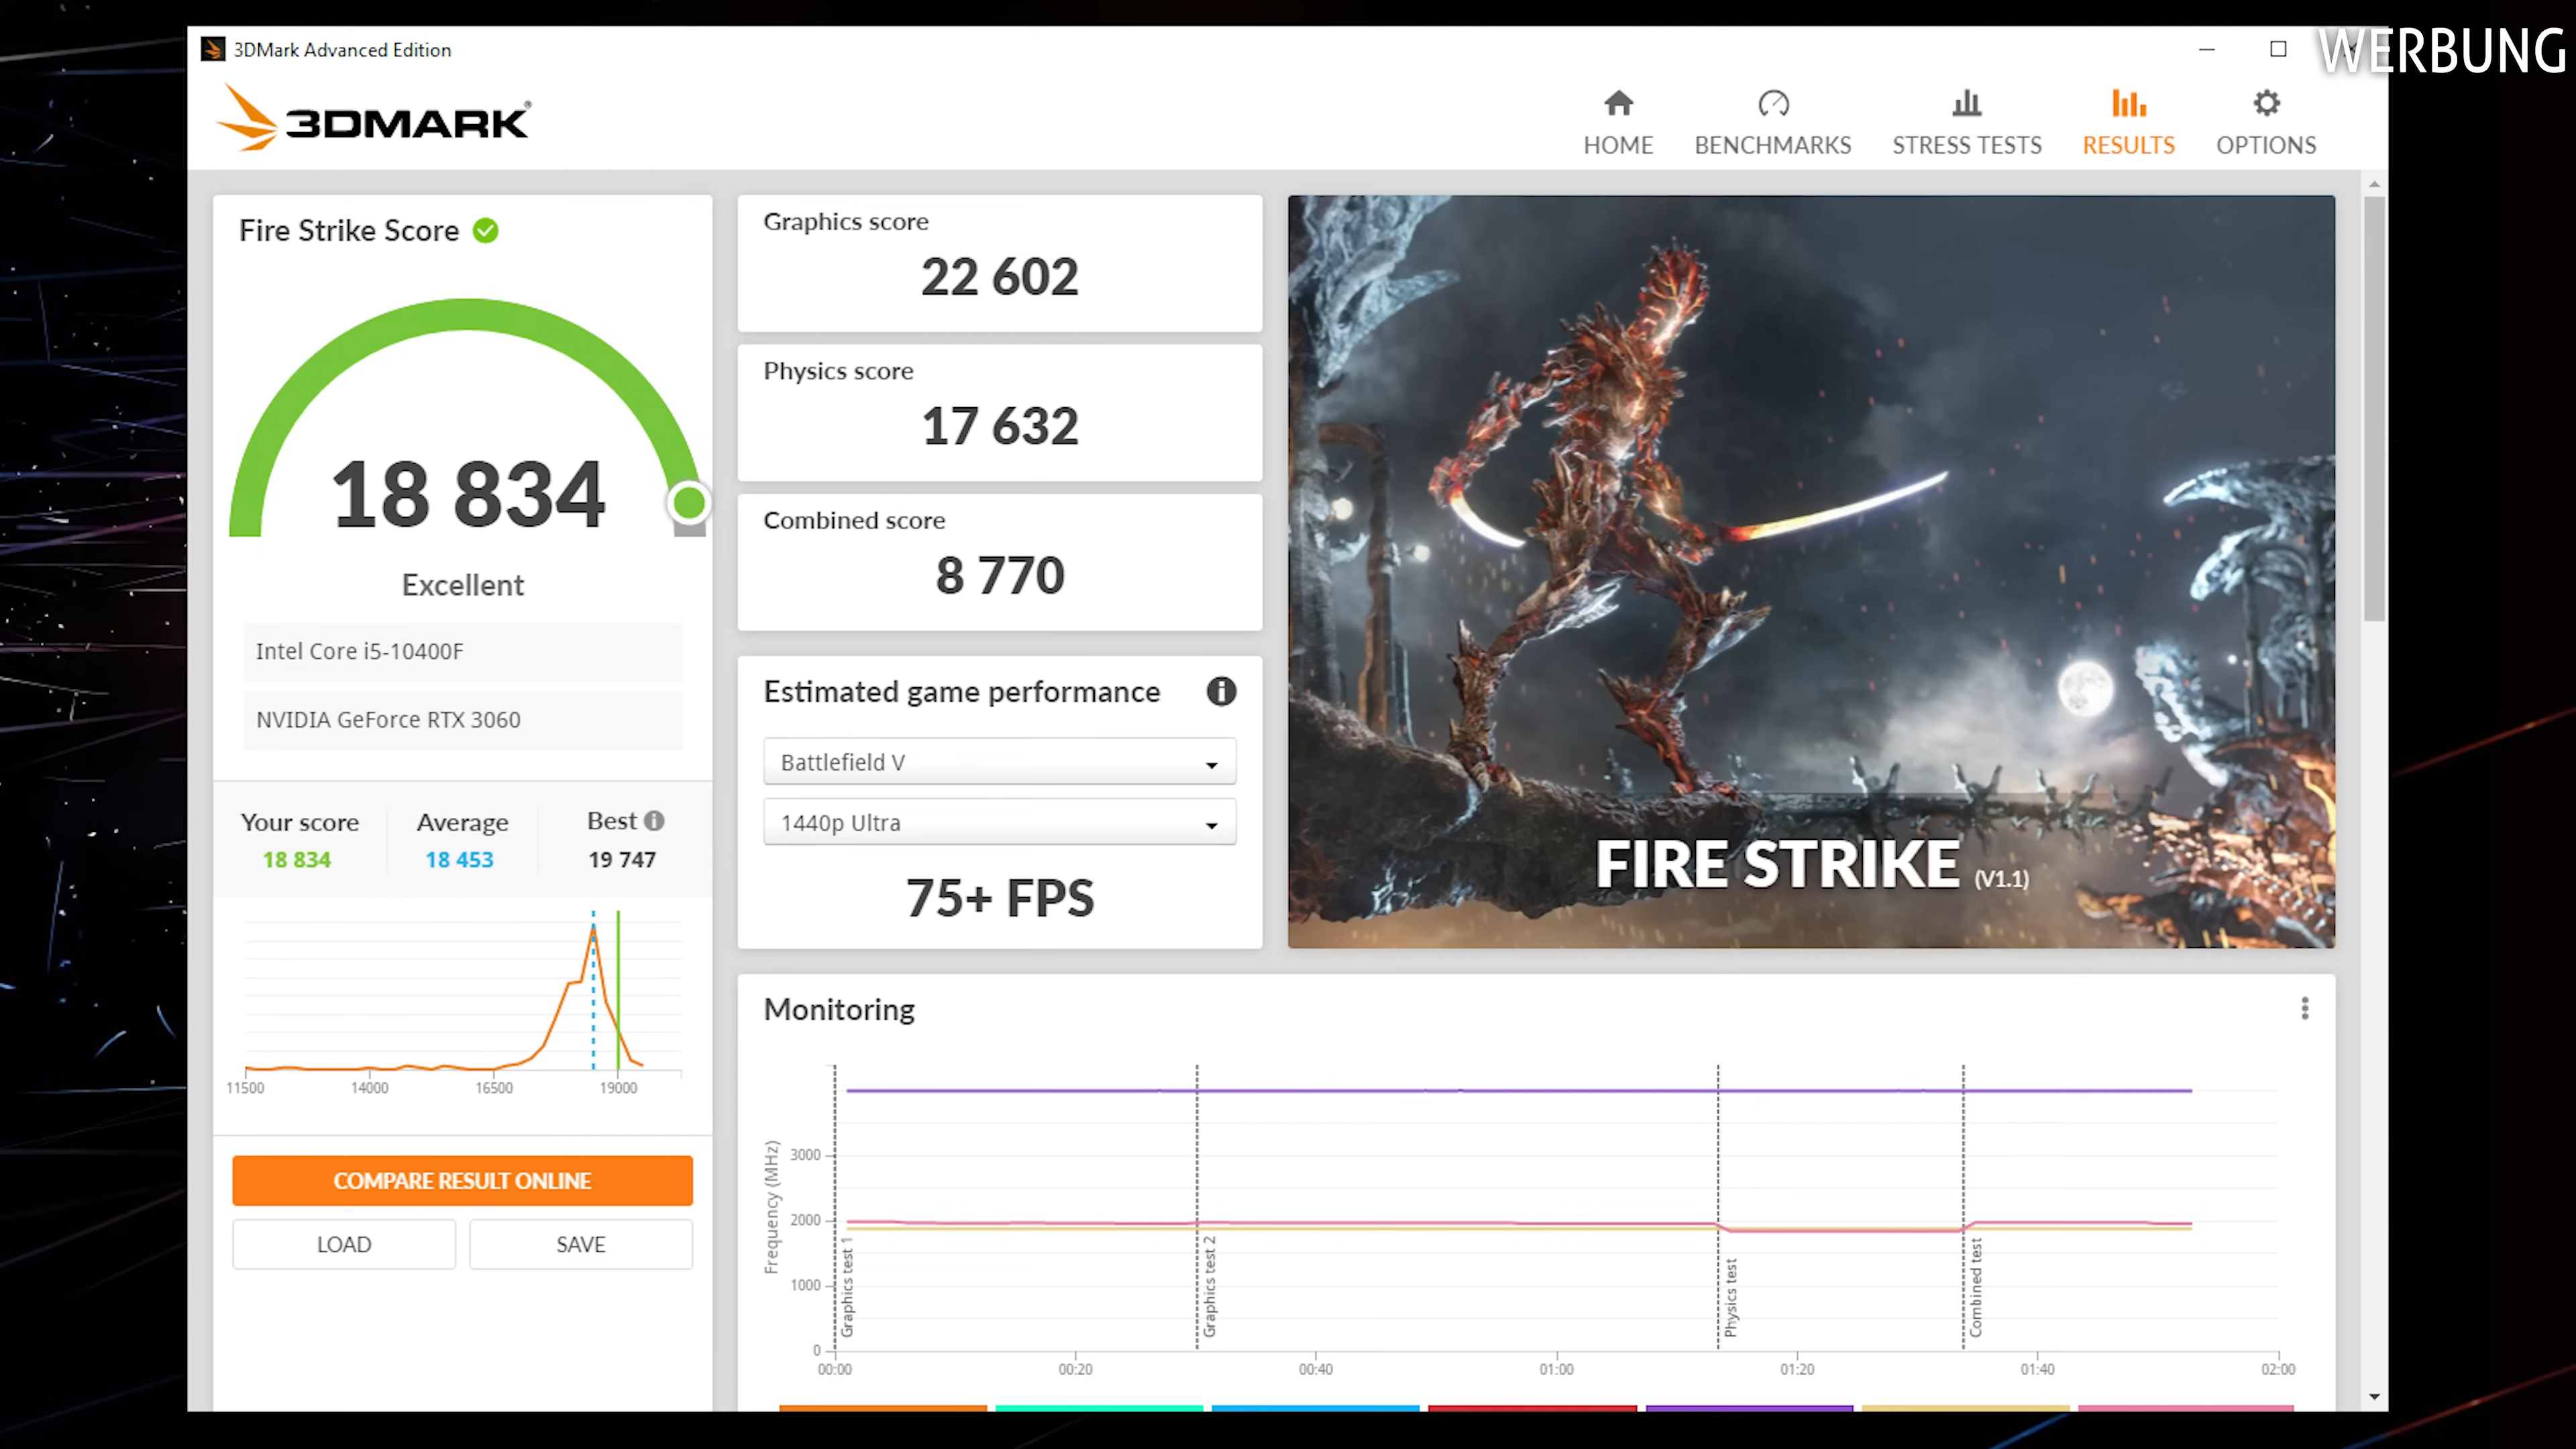 WERBUNG
3DMark Advanced Edition
3DMARK®
HOME
BENCHMARKS
STRESS TESTS
RESULTS
OPTIONS
Fire Strike Score
18 834
Excellent
Intel Core i5-10400F
NVIDIA GeForce RTX 3060
Your score
18 834
Average
18 453
Best
19 747
11500
14000
16500
19000
COMPARE RESULT ONLINE
LOAD
SAVE
Graphics score
22 602
Physics score
17 632
Combined score
8 770
Estimated game performance
Battlefield V
1440p Ultra
75+ FPS
FIRE STRIKE (V1.1)
Monitoring
Frequency (MHz)
3000
2000
1000
0
Graphics test 1
Graphics test 2
Physics test
Combined test
00:00
00:20
00:40
01:00
01:20
01:40
02:00